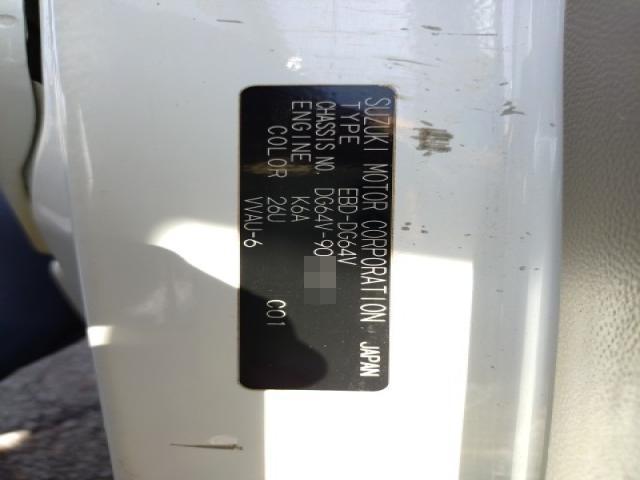 SUZUKI MOTOR CORPORATION JAPAN
TYPE EBD-DG64V
CHASSIS NO. DG64V-90
ENGINE K6A
COLOR 26U C01
VWAU-6